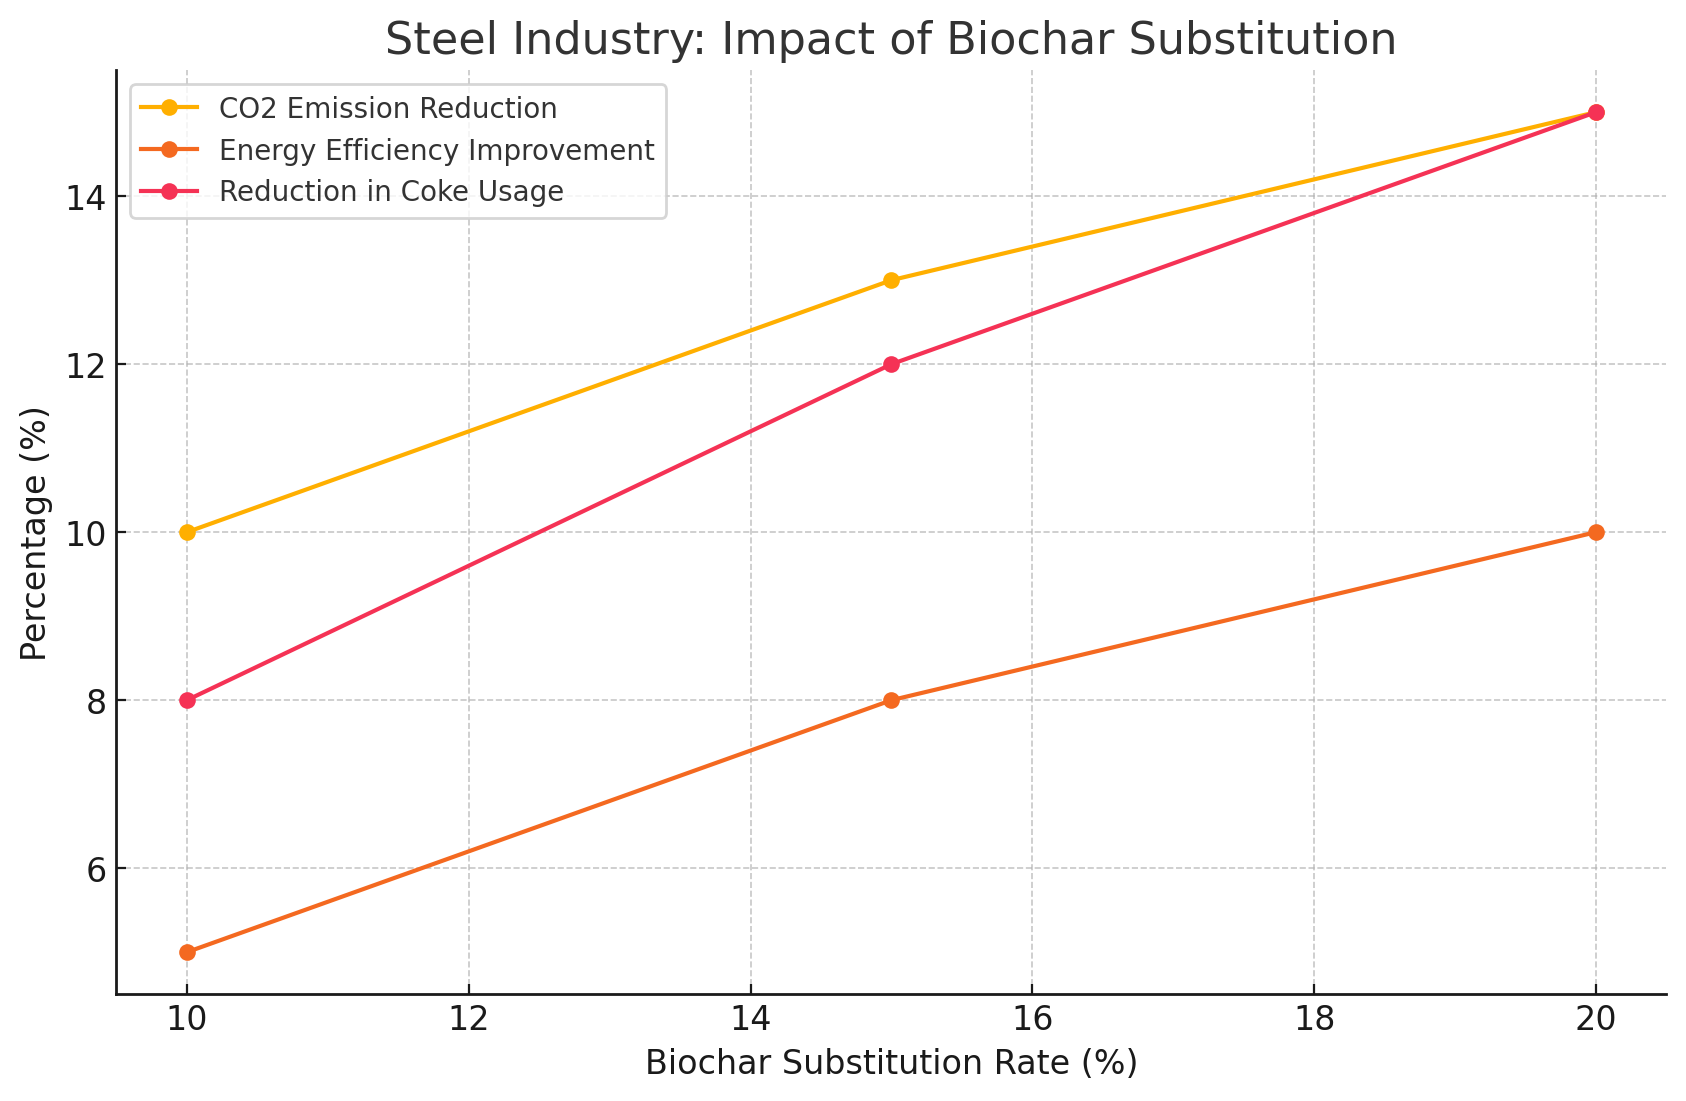 Steel Industry: Impact of Biochar Substitution
CO2 Emission Reduction
Energy Efficiency Improvement
Reduction in Coke Usage
14
12
10
8
6
Percentage (%)
10 12 14 16 18 20
Biochar Substitution Rate (%)